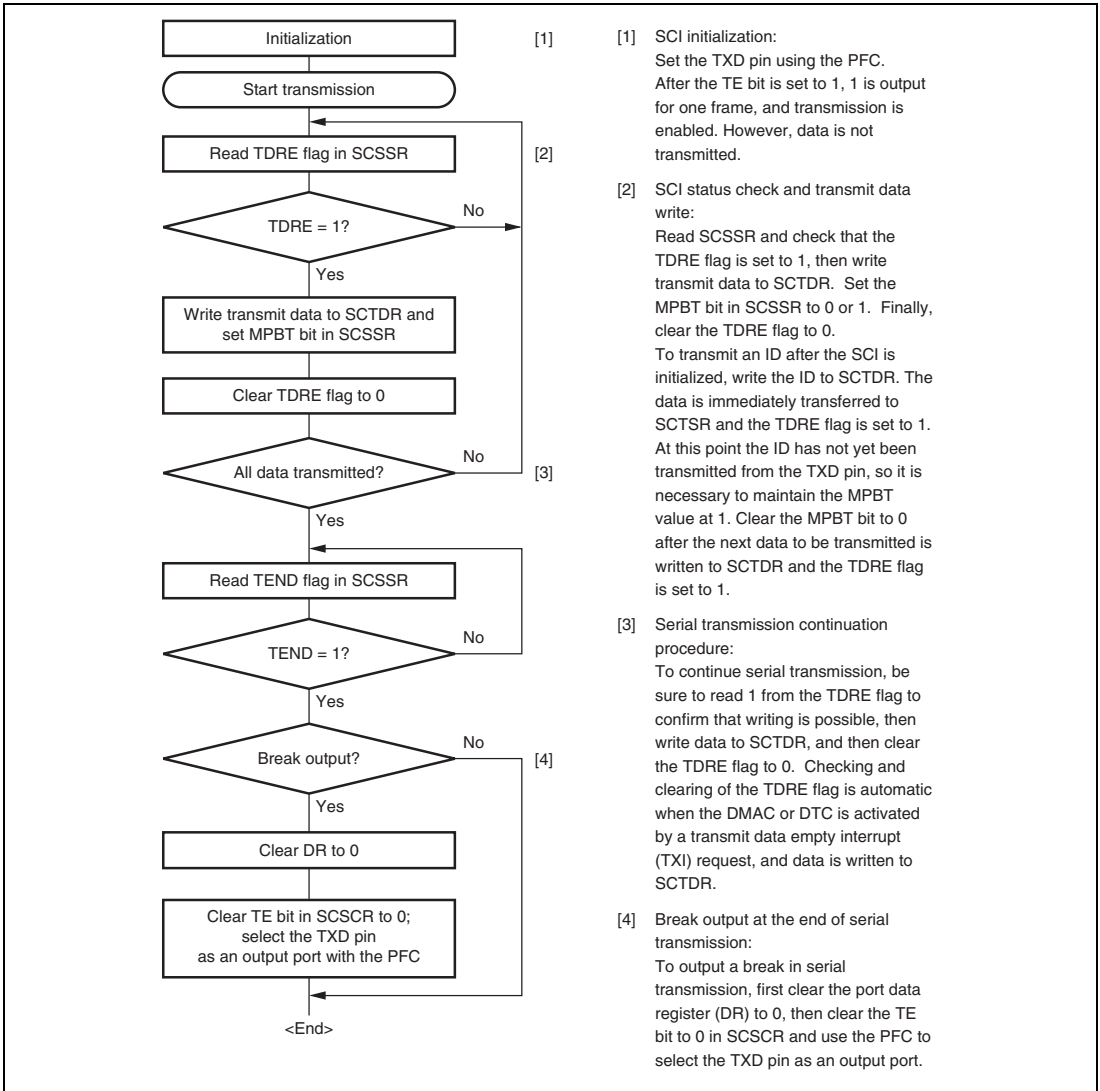 Initialization
[1]
Start transmission
Read TDRE flag in SCSSR
[2]
TDRE = 1?
No
Yes
Write transmit data to SCTDR and
set MPBT bit in SCSSR
Clear TDRE flag to 0
All data transmitted?
No
[3]
Yes
Read TEND flag in SCSSR
TEND = 1?
No
Yes
Break output?
No
[4]
Yes
Clear DR to 0
Clear TE bit in SCSCR to 0;
select the TXD pin
as an output port with the PFC
<End>
[1] SCI initialization:
Set the TXD pin using the PFC.
After the TE bit is set to 1, 1 is output
for one frame, and transmission is
enabled. However, data is not
transmitted.
[2] SCI status check and transmit data
write:
Read SCSSR and check that the
TDRE flag is set to 1, then write
transmit data to SCTDR. Set the
MPBT bit in SCSSR to 0 or 1. Finally,
clear the TDRE flag to 0.
To transmit an ID after the SCI is
initialized, write the ID to SCTDR. The
data is immediately transferred to
SCTSR and the TDRE flag is set to 1.
At this point the ID has not yet been
transmitted from the TXD pin, so it is
necessary to maintain the MPBT
value at 1. Clear the MPBT bit to 0
after the next data to be transmitted is
written to SCTDR and the TDRE flag
is set to 1.
[3] Serial transmission continuation
procedure:
To continue serial transmission, be
sure to read 1 from the TDRE flag to
confirm that writing is possible, then
write data to SCTDR, and then clear
the TDRE flag to 0. Checking and
clearing of the TDRE flag is automatic
when the DMAC or DTC is activated
by a transmit data empty interrupt
(TXI) request, and data is written to
SCTDR.
[4] Break output at the end of serial
transmission:
To output a break in serial
transmission, first clear the port data
register (DR) to 0, then clear the TE
bit to 0 in SCSCR and use the PFC to
select the TXD pin as an output port.